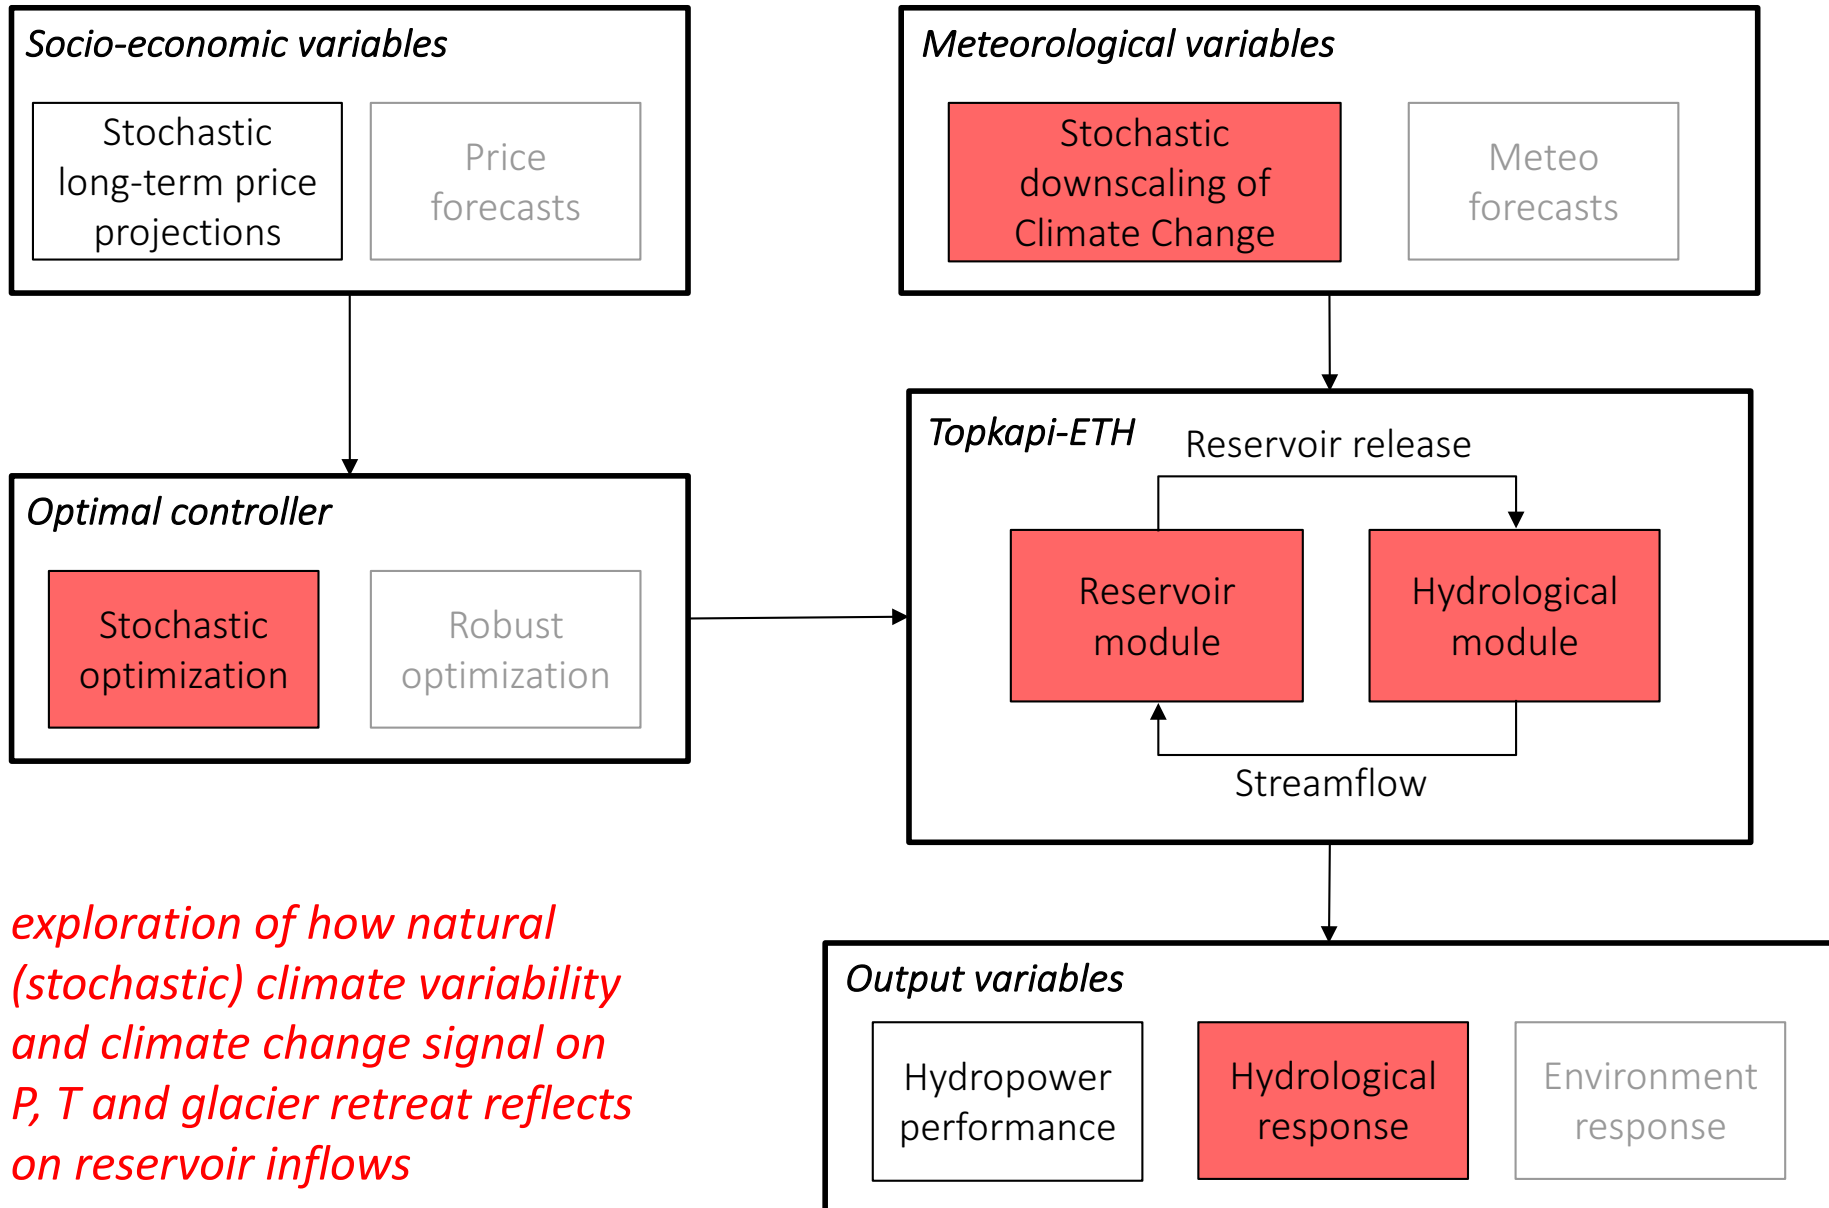 Socio-economic variables
Stochastic
long-term price
projections
Price
forecasts
Meteorological variables
Stochastic
downscaling of
Climate Change
Meteo
forecasts
Optimal controller
Stochastic
optimization
Robust
optimization
Topkapi-ETH
Reservoir release
Reservoir
module
Hydrological
module
Streamflow
exploration of how natural
(stochastic) climate variability
and climate change signal on
P, T and glacier retreat reflects
on reservoir inflows
Output variables
Hydropower
performance
Hydrological
response
Environment
response